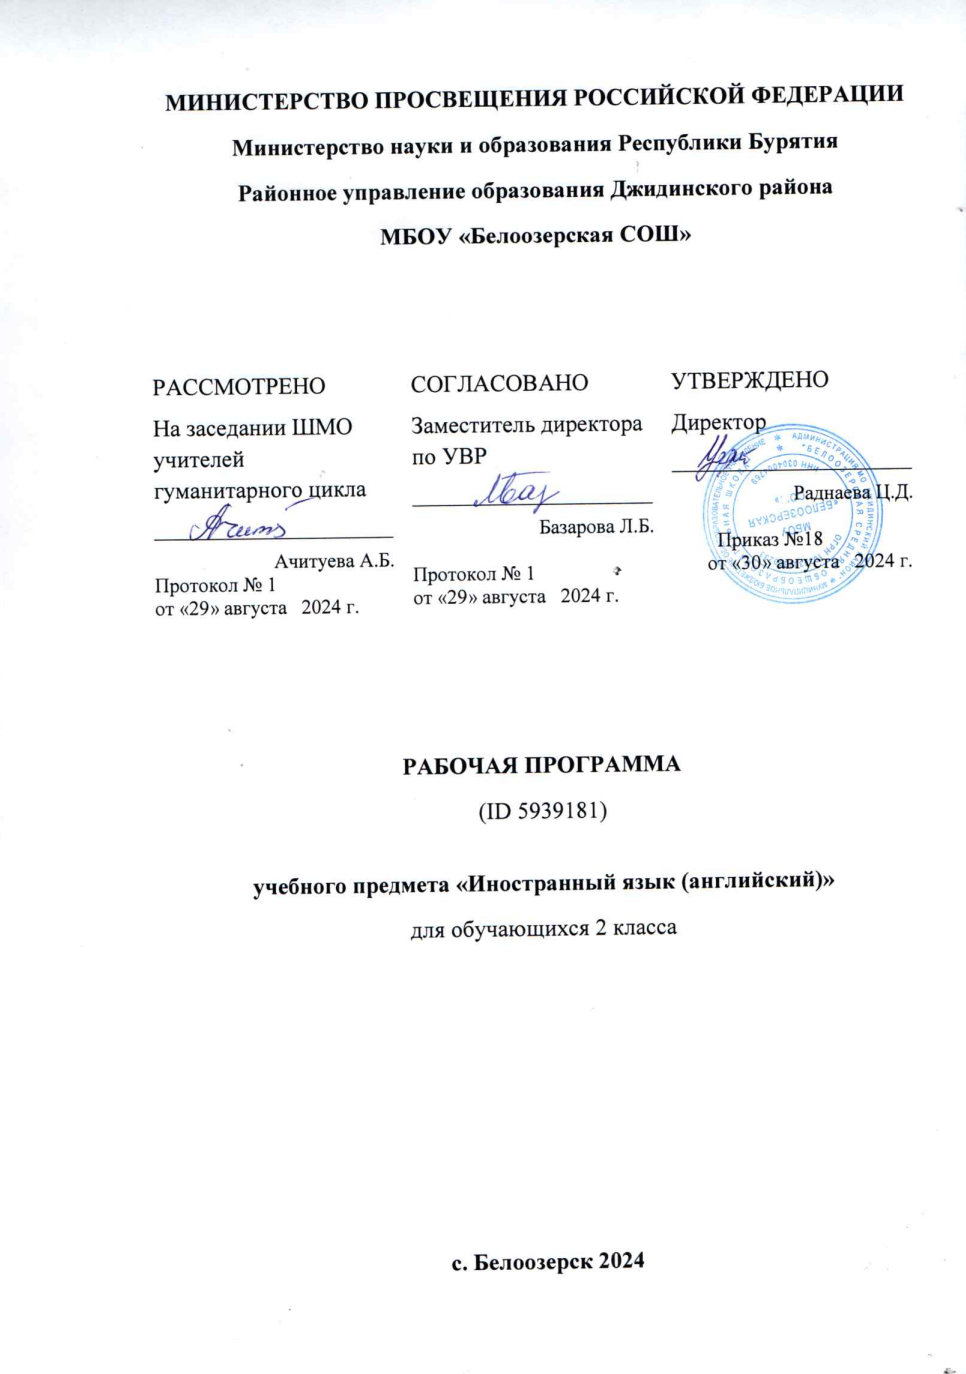 МИНИСТЕРСТВО ПРОСВЕЩЕНИЯ РОССИЙСКОЙ ФЕДЕРАЦИИ
Министерство науки и образования Республики Бурятия
Районное управление образования Джидинского района
МБОУ «Белоозерская СОШ»
РАССМОТРЕНО
На заседании ШМО
учителей
гуманитарного цикла
Ачитуева А.Б.
Протокол № 1
от «29» августа 2024 г.
СОГЛАСОВАНО
Заместитель директора
по УВР
Базарова Л.Б.
Протокол № 1
от «29» августа 2024 г.
УТВЕРЖДЕНО
Директор
Раднаева Ц.Д.
Приказ №18
от «30» августа 2024 г.
МБОУ
«БЕЛООЗЕРСКАЯ
РАБОЧАЯ ПРОГРАММА
(ID 5939181)
учебного предмета «Иностранный язык (английский)»
для обучающихся 2 класса
с. Белоозерск 2024